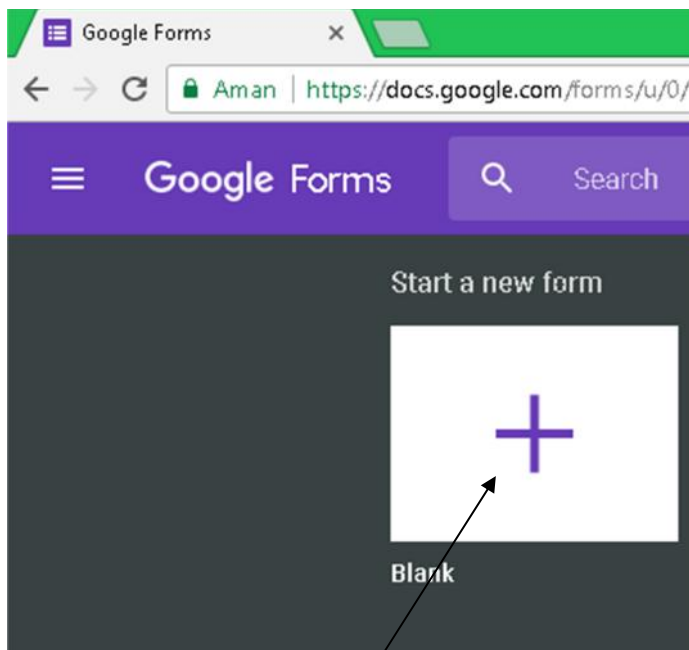 Google Forms
Aman | https://docs.google.com/forms/u/0/
Google Forms
Search
Start a new form
Blank